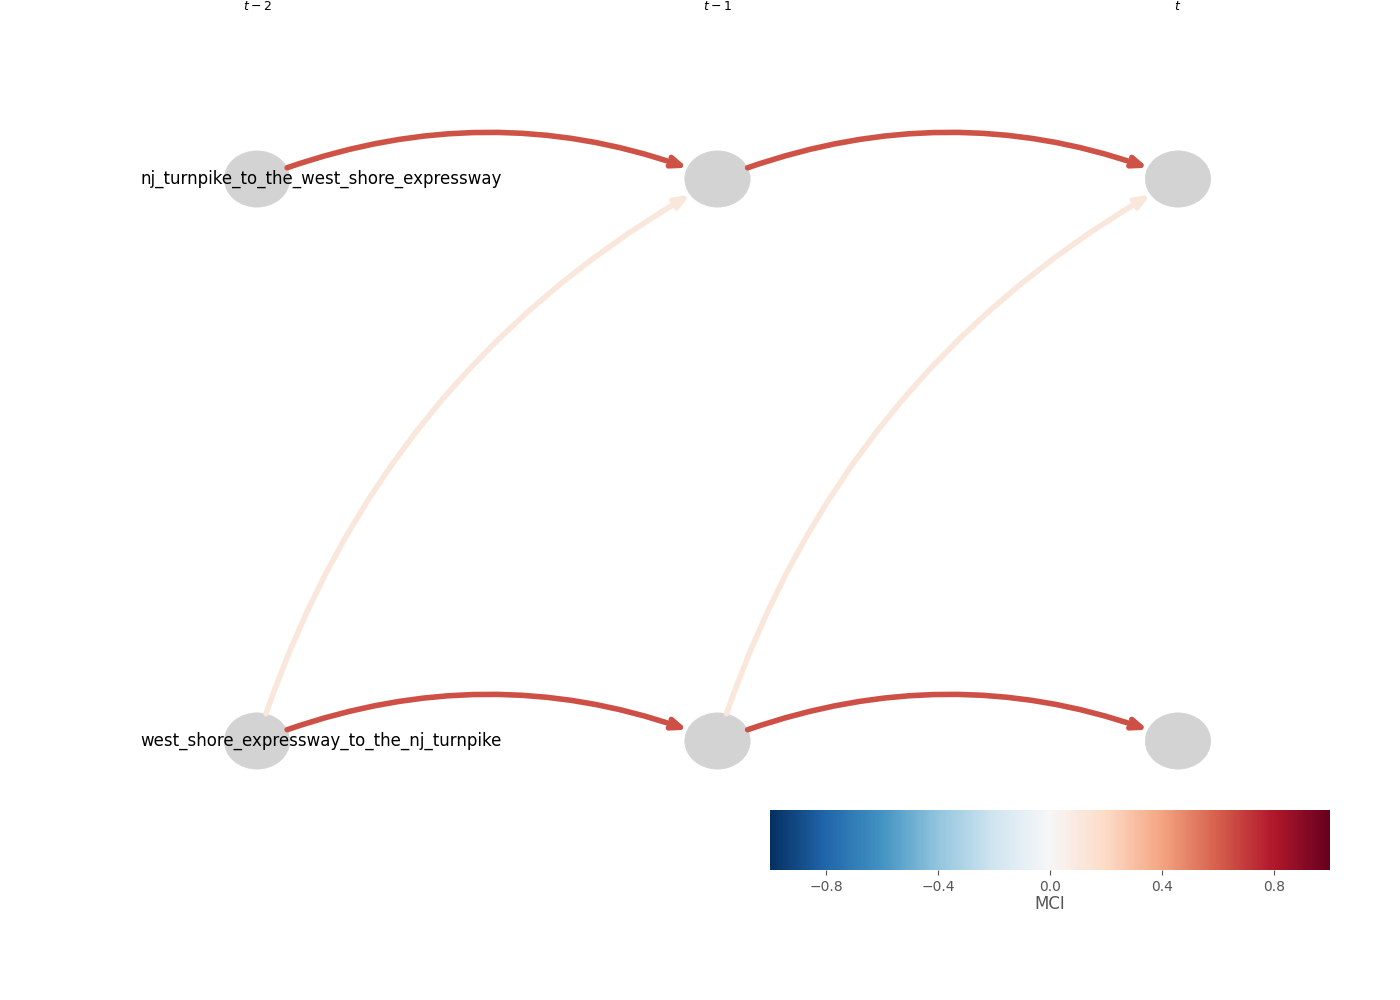 t − 2 t − 1 t
nj_turnpike_to_the_west_shore_expressway
west_shore_expressway_to_the_nj_turnpike
−0.8 −0.4 0.0 0.4 0.8
MCI